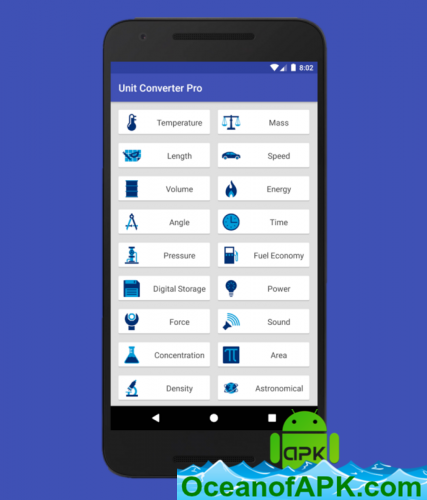 8:02
Unit Converter Pro
Temperature Mass
Length Speed
Volume Energy
Angle Time
Pressure Fuel Economy
Digital Storage Power
Force Sound
Concentration Area
Density Astronomical
APK
OceanofAPK.com